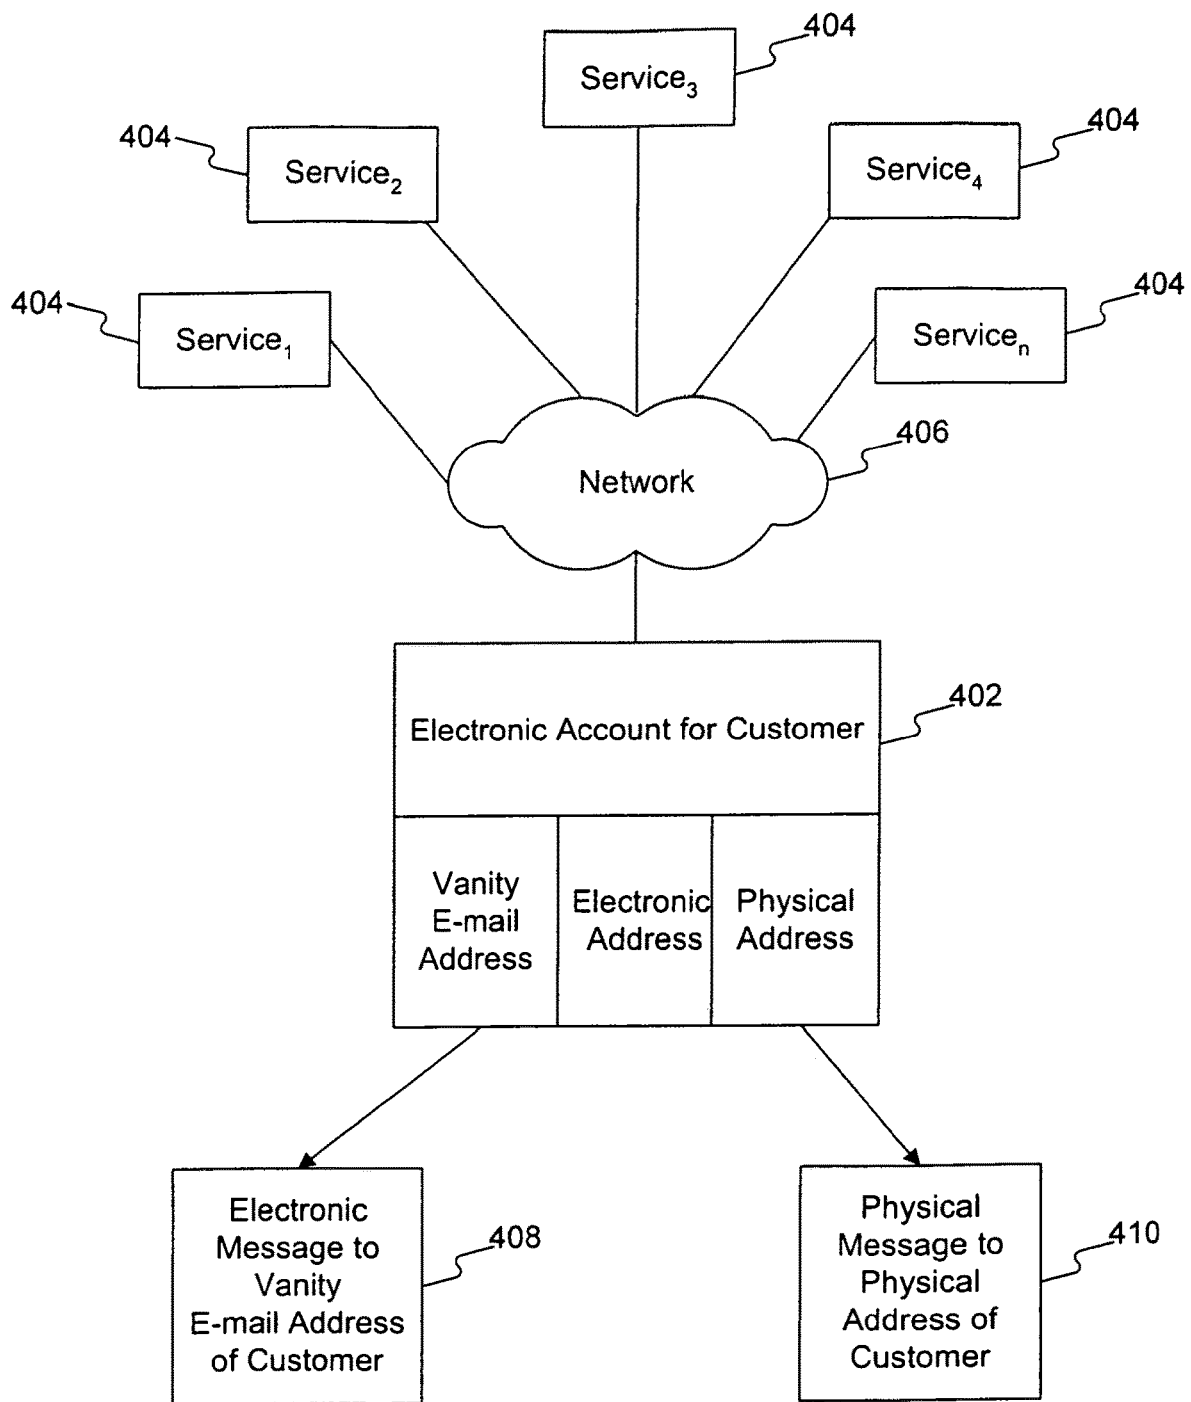 404
Service3
404
Service2
404
Service4
404
Service1
404
Servicen
406
Network
402
Electronic Account for Customer
Vanity
E-mail
Address
Electronic
Address
Physical
Address
Electronic
Message to
Vanity
E-mail Address
of Customer
408
Physical
Message to
Physical
Address of
Customer
410